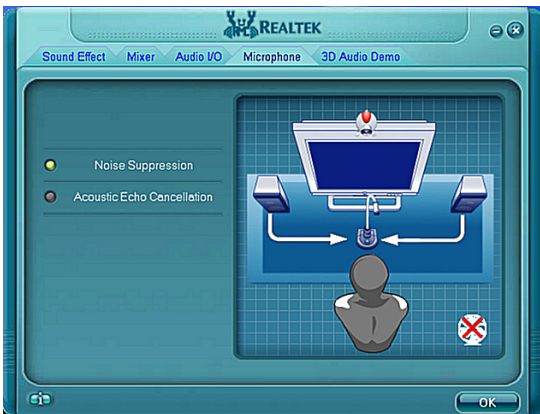 REALTEK
Sound Effect Mixer Audio I/O Microphone 3D Audio Demo
Noise Suppression
Acoustic Echo Cancellation
i
OK